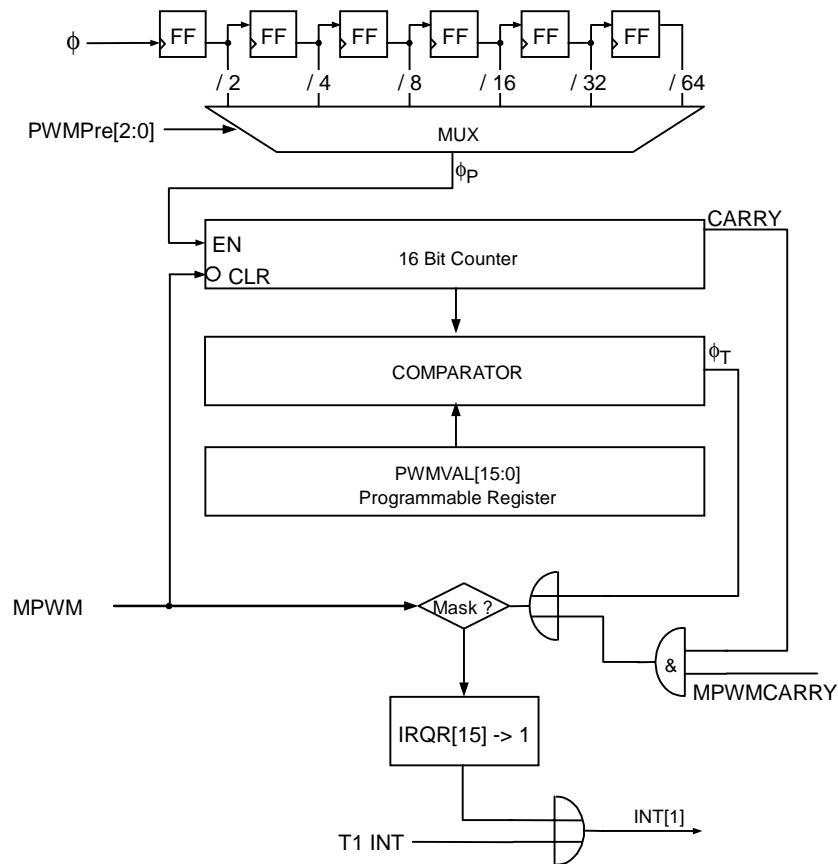 ϕ
FF FF FF FF FF FF
/ 2 / 4 / 8 / 16 / 32 / 64
PWMPre[2:0]
MUX
ϕP
CARRY
EN
16 Bit Counter
CLR
ϕT
COMPARATOR
PWMVAL[15:0]
Programmable Register
MPWM
Mask ?
&
MPWMCARRY
IRQR[15] -> 1
INT[1]
T1 INT